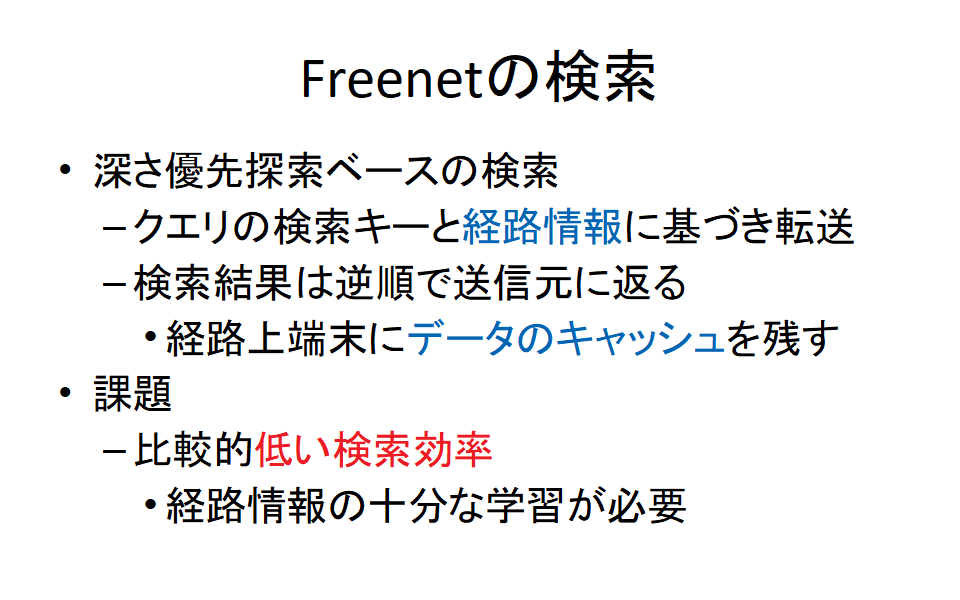 Freenetの検索
• 深さ優先探索ベースの検索
–クエリの検索キーと経路情報に基づき転送
–検索結果は逆順で送信元に返る
•経路上端末にデータのキャッシュを残す
• 課題
–比較的低い検索効率
•経路情報の十分な学習が必要